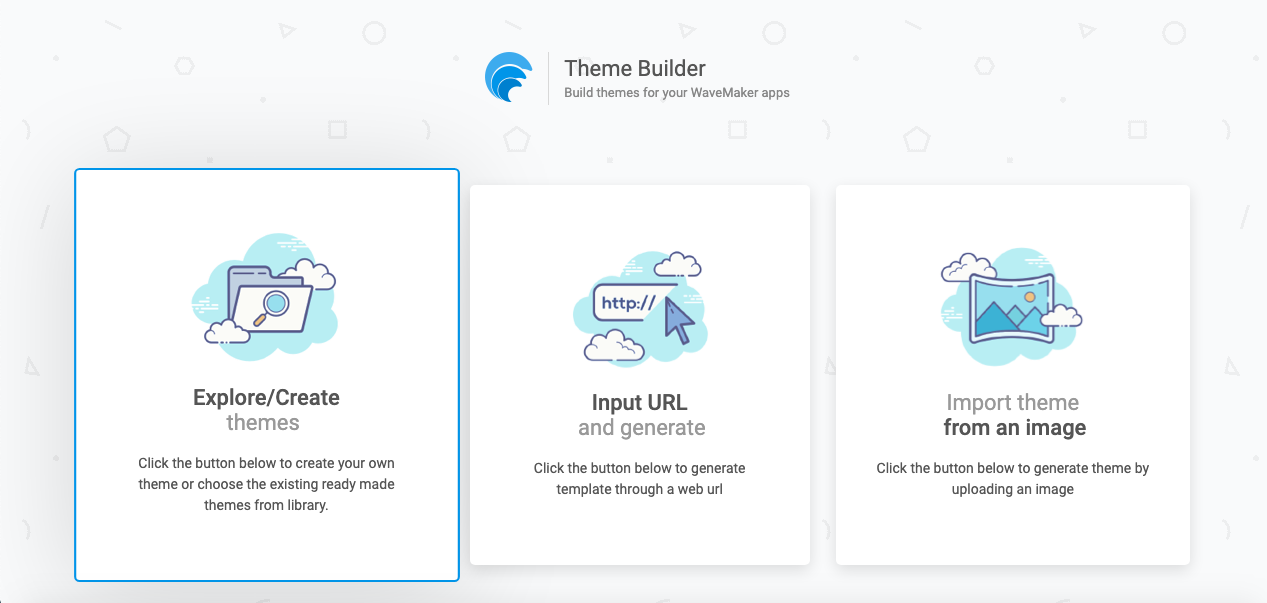 Theme Builder
Build themes for your WaveMaker apps
Explore/Create
themes
Click the button below to create your own
theme or choose the existing ready made
themes from library.
http://
Input URL
and generate
Click the button below to generate
template through a web url
Import theme
from an image
Click the button below to generate theme by
uploading an image